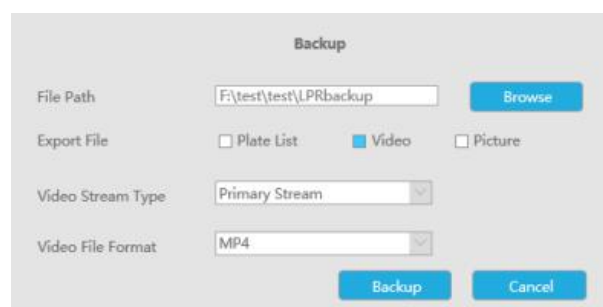 Backup
File Path F:\test\test\LPRbackup Browse
Export File Plate List Video Picture
Video Stream Type Primary Stream
Video File Format MP4
Backup Cancel